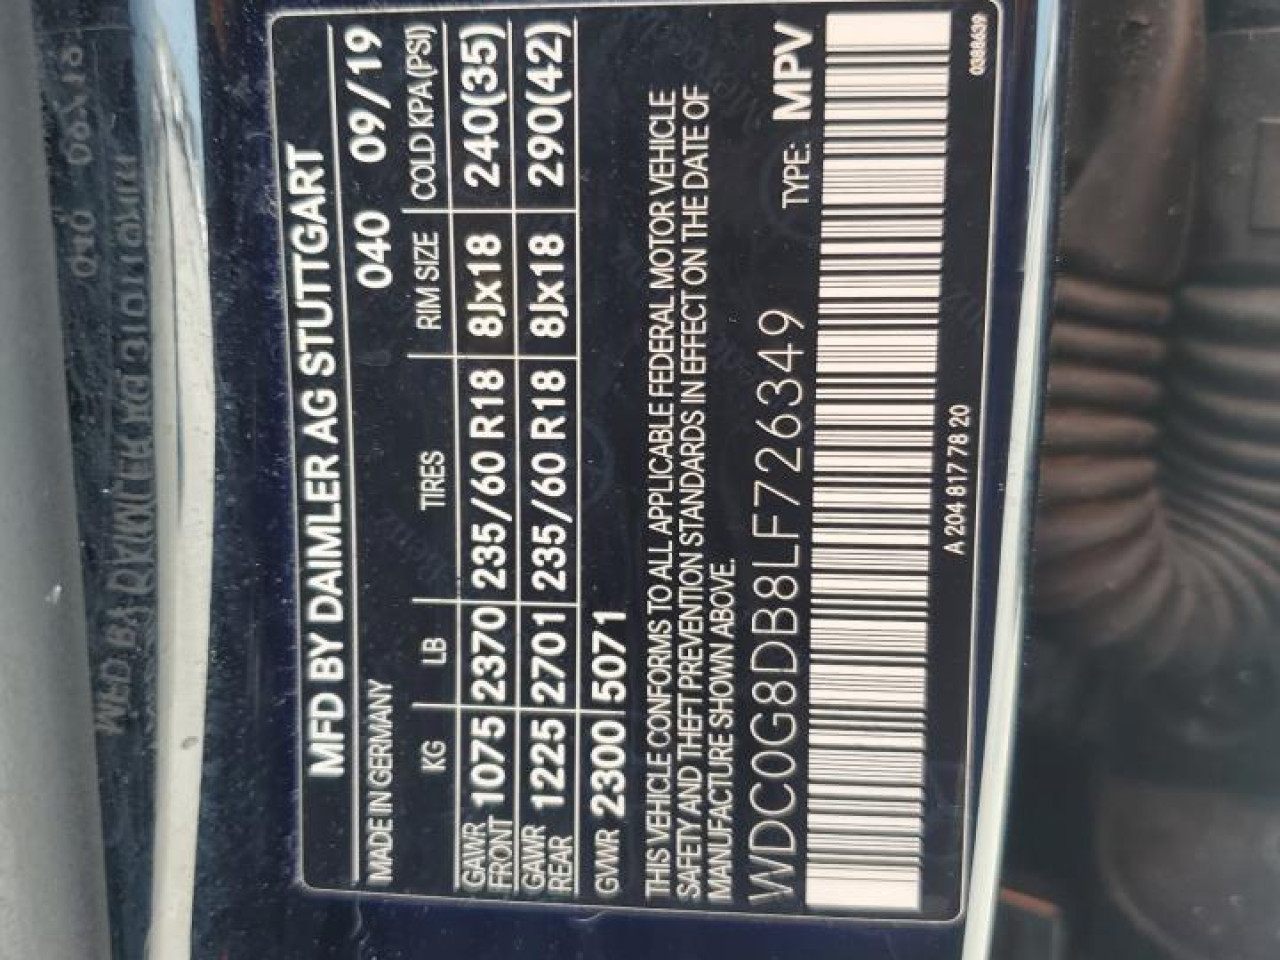 MFD BY DAIMLER AG STUTTGART
MADE IN GERMANY 040 09/19
KG LB TIRES RIM SIZE COLD KPA(PSI)
GAWR FRONT 1075 2370 235/60 R18 8Jx18 240(35)
GAWR REAR 1225 2701 235/60 R18 8Jx18 290(42)
GVWR 2300 5071
THIS VEHICLE CONFORMS TO ALL APPLICABLE FEDERAL MOTOR VEHICLE
SAFETY AND THEFT PREVENTION STANDARDS IN EFFECT ON THE DATE OF
MANUFACTURE SHOWN ABOVE.
WDC0G8DB8LF726349 TYPE: MPV
A 204 817 78 20 0388639